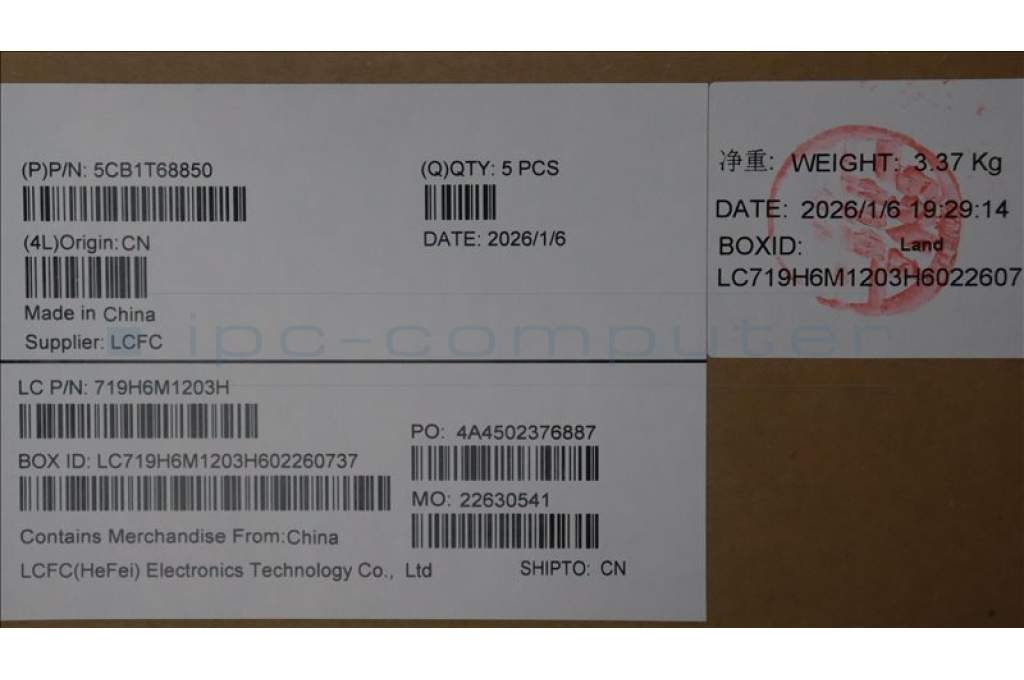 (P)P/N: 5CB1T68850
(Q)QTY: 5 PCS
(4L)Origin:CN
DATE: 2026/1/6
Made in China
Supplier: LCFC
净重: WEIGHT: 3.37 Kg
DATE: 2026/1/6 19:29:14
BOXID: Land
LC719H6M1203H6022607
ipc-computer
LC P/N: 719H6M1203H
PO: 4A4502376887
BOX ID: LC719H6M1203H602260737
MO: 22630541
Contains Merchandise From:China
LCFC(HeFei) Electronics Technology Co., Ltd
SHIPTO: CN